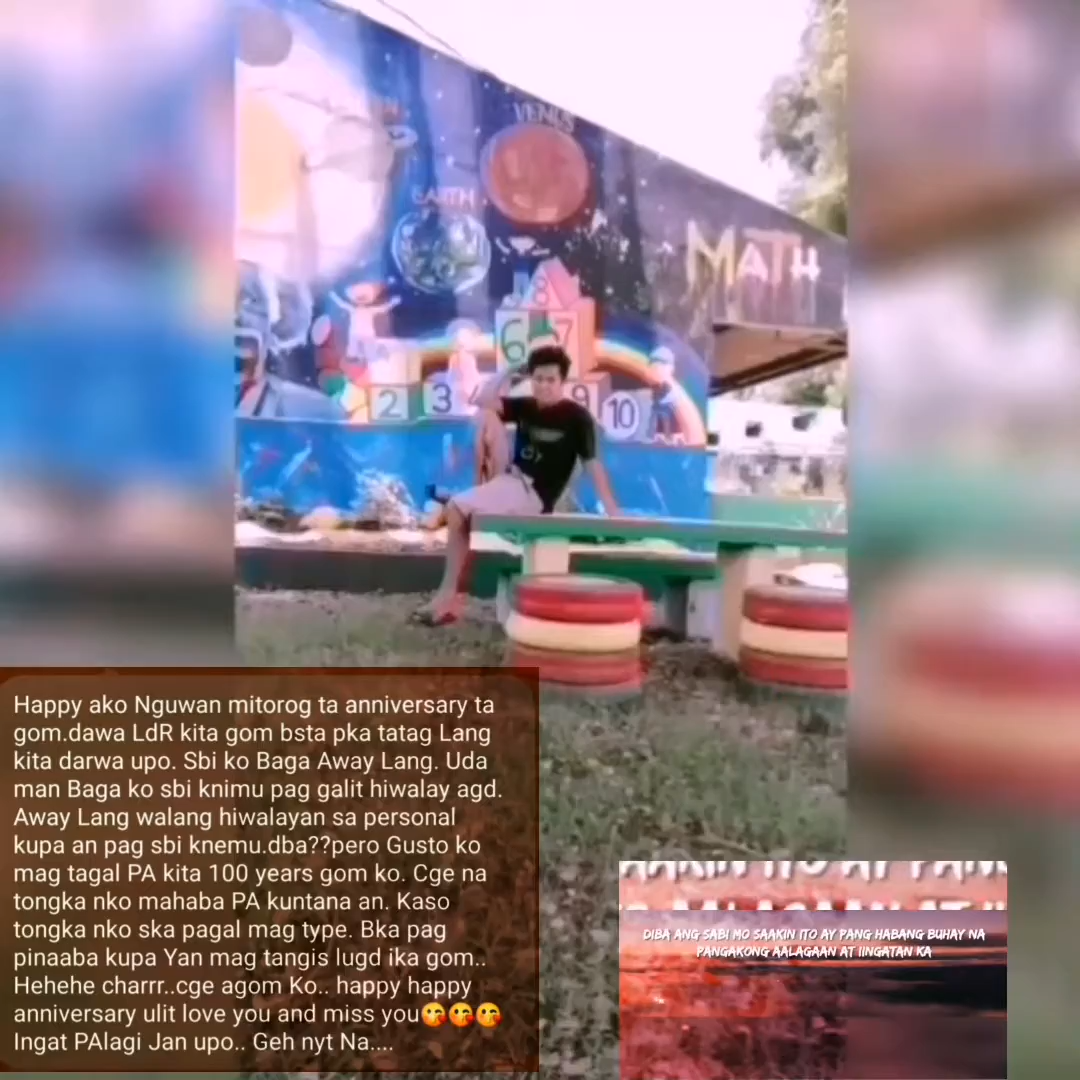 VENUS
EARTH
MATH
8
6 7
2 3 9 10
Happy ako Nguwan mitorog ta anniversary ta
gom.dawa LdR kita gom bsta pka tatag Lang
kita darwa upo. Sbi ko Baga Away Lang. Uda
man Baga ko sbi knimu pag galit hiwalay agd.
Away Lang walang hiwalayan sa personal
kupa an pag sbi knemu.dba??pero Gusto ko
mag tagal PA kita 100 years gom ko. Cge na
tongka nko mahaba PA kuntana an. Kaso
tongka nko ska pagal mag type. Bka pag
pinaaba kupa Yan mag tangis lugd ika gom..
Hehehe charrr..cge agom Ko.. happy happy
anniversary ulit love you and miss you😘😘😘
Ingat PAlagi Jan upo.. Geh nyt Na....
DIBA ANG SABI MO SAAKIN ITO AY PANG HABANG BUHAY NA
PANGAKONG AALAGAAN AT IINGATAN KA